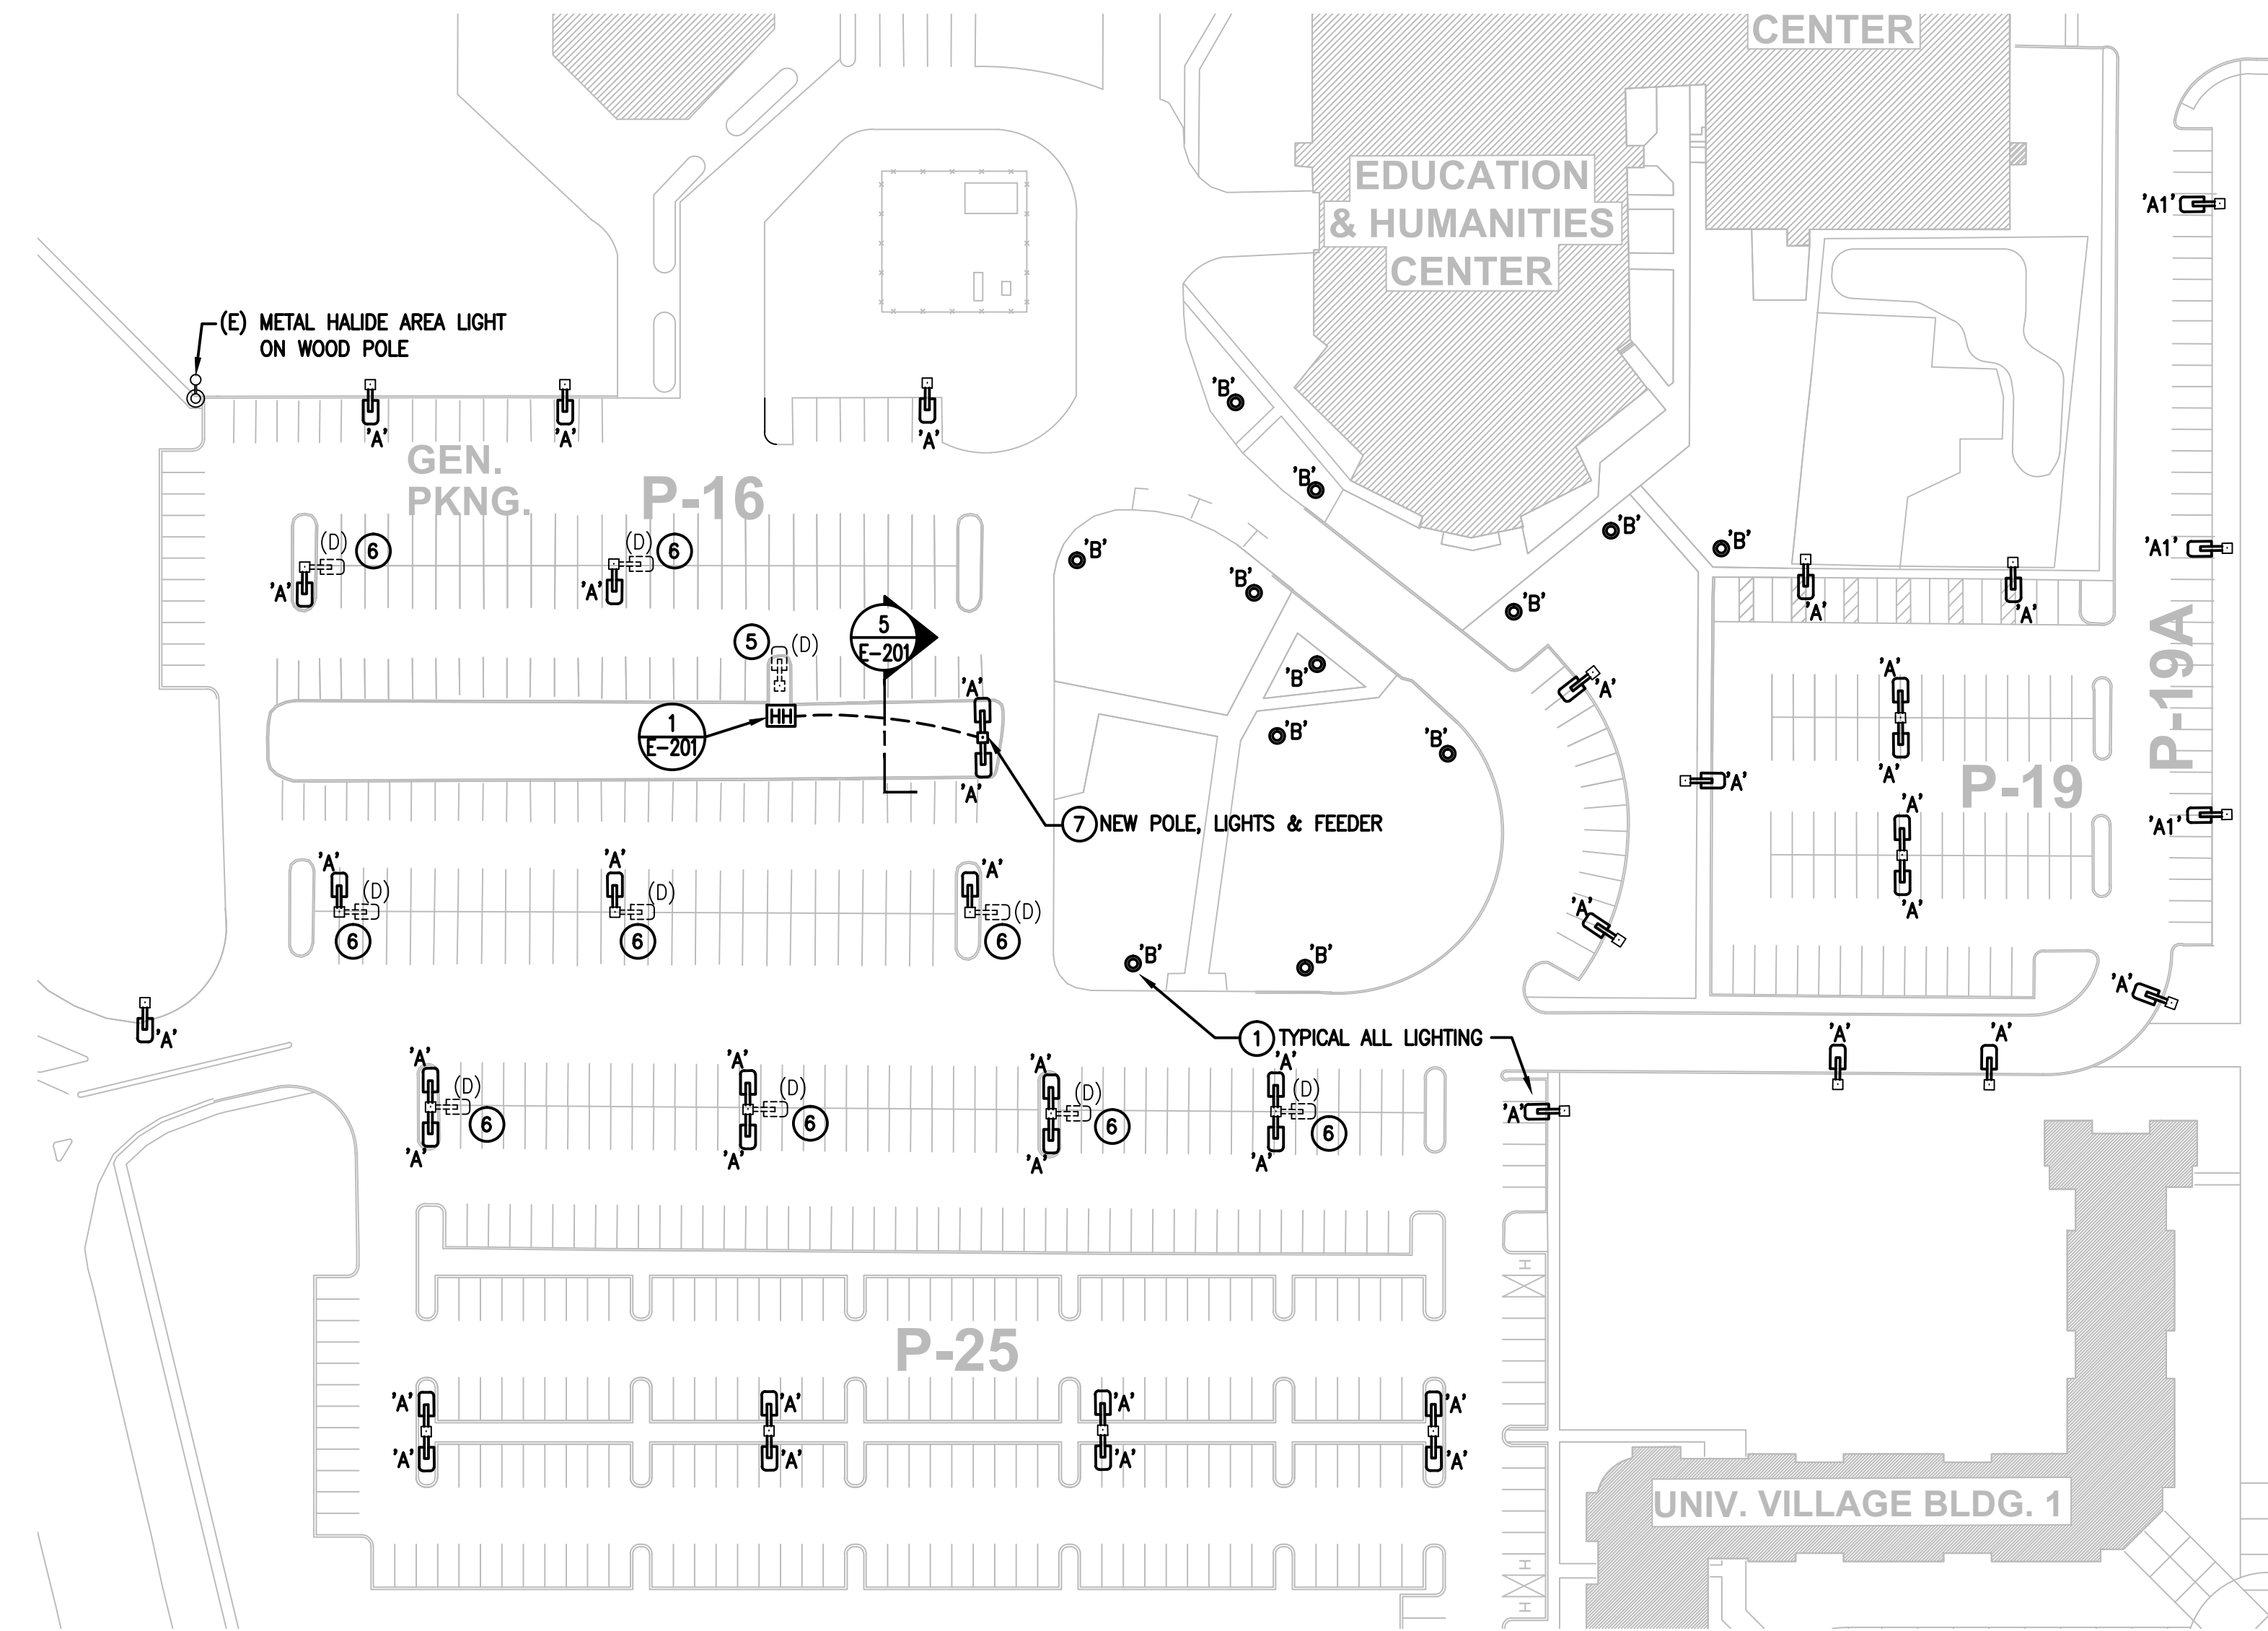 CENTER
EDUCATION
& HUMANITIES
CENTER
'A1'
(E) METAL HALIDE AREA LIGHT
ON WOOD POLE
'A'
'A'
'A'
'B'
GEN.
PKNG.
P-16
'B'
'B'
'B'
'A1'
(D)
6
(D)
6
'B'
'A'
'A'
'B'
'B'
'A'
'A'
5
(D)
5
E-201
'B'
P-19A
'A'
'A'
'A'
1
E-201
HH
'B'
'B'
'A'
'A'
'A'
P-19
'A'
7
NEW POLE, LIGHTS & FEEDER
'A1'
'A'
'A'
'A'
(D)
(D)
(D)
6
6
6
'A'
'A'
'B'
'B'
'A'
'A'
1
TYPICAL ALL LIGHTING
'A'
'A'
'A'
'A'
'A'
'A'
(D)
(D)
(D)
(D)
6
6
6
6
'A'
'A'
'A'
'A'
'A'
H
P-25
'A'
'A'
'A'
'A'
'A'
'A'
'A'
'A'
UNIV. VILLAGE BLDG. 1
H
H